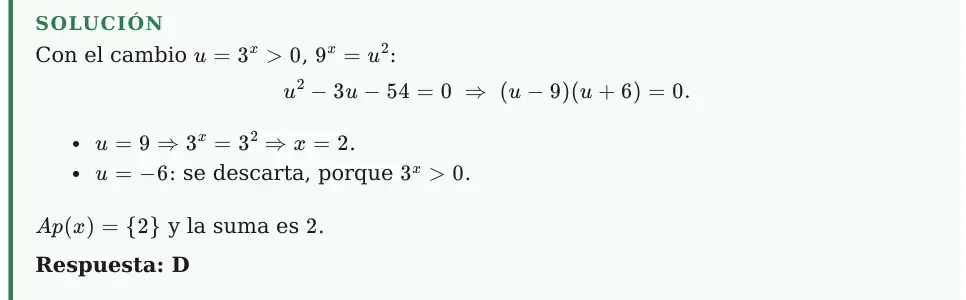 SOLUCIÓN
Con el cambio u = 3^x > 0, 9^x = u^2:
u^2 − 3u − 54 = 0 ⇒ (u − 9)(u + 6) = 0.
• u = 9 ⇒ 3^x = 3^2 ⇒ x = 2.
• u = −6: se descarta, porque 3^x > 0.
Ap(x) = {2} y la suma es 2.
Respuesta: D